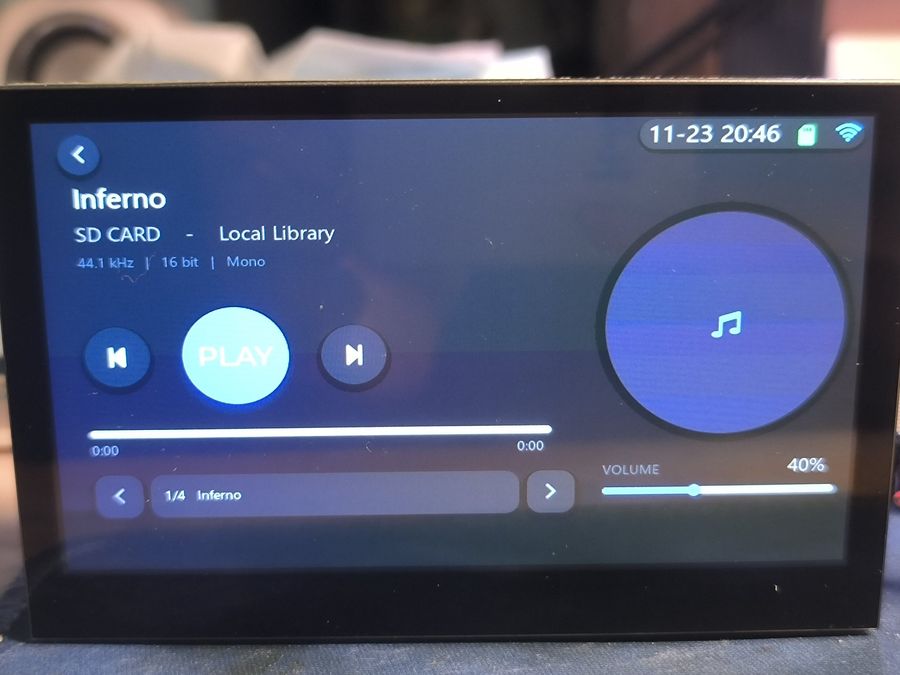 11-23 20:46
Inferno
SD CARD - Local Library
44.1 kHz | 16 bit | Mono
PLAY
0:00 0:00
1/4 Inferno
VOLUME 40%